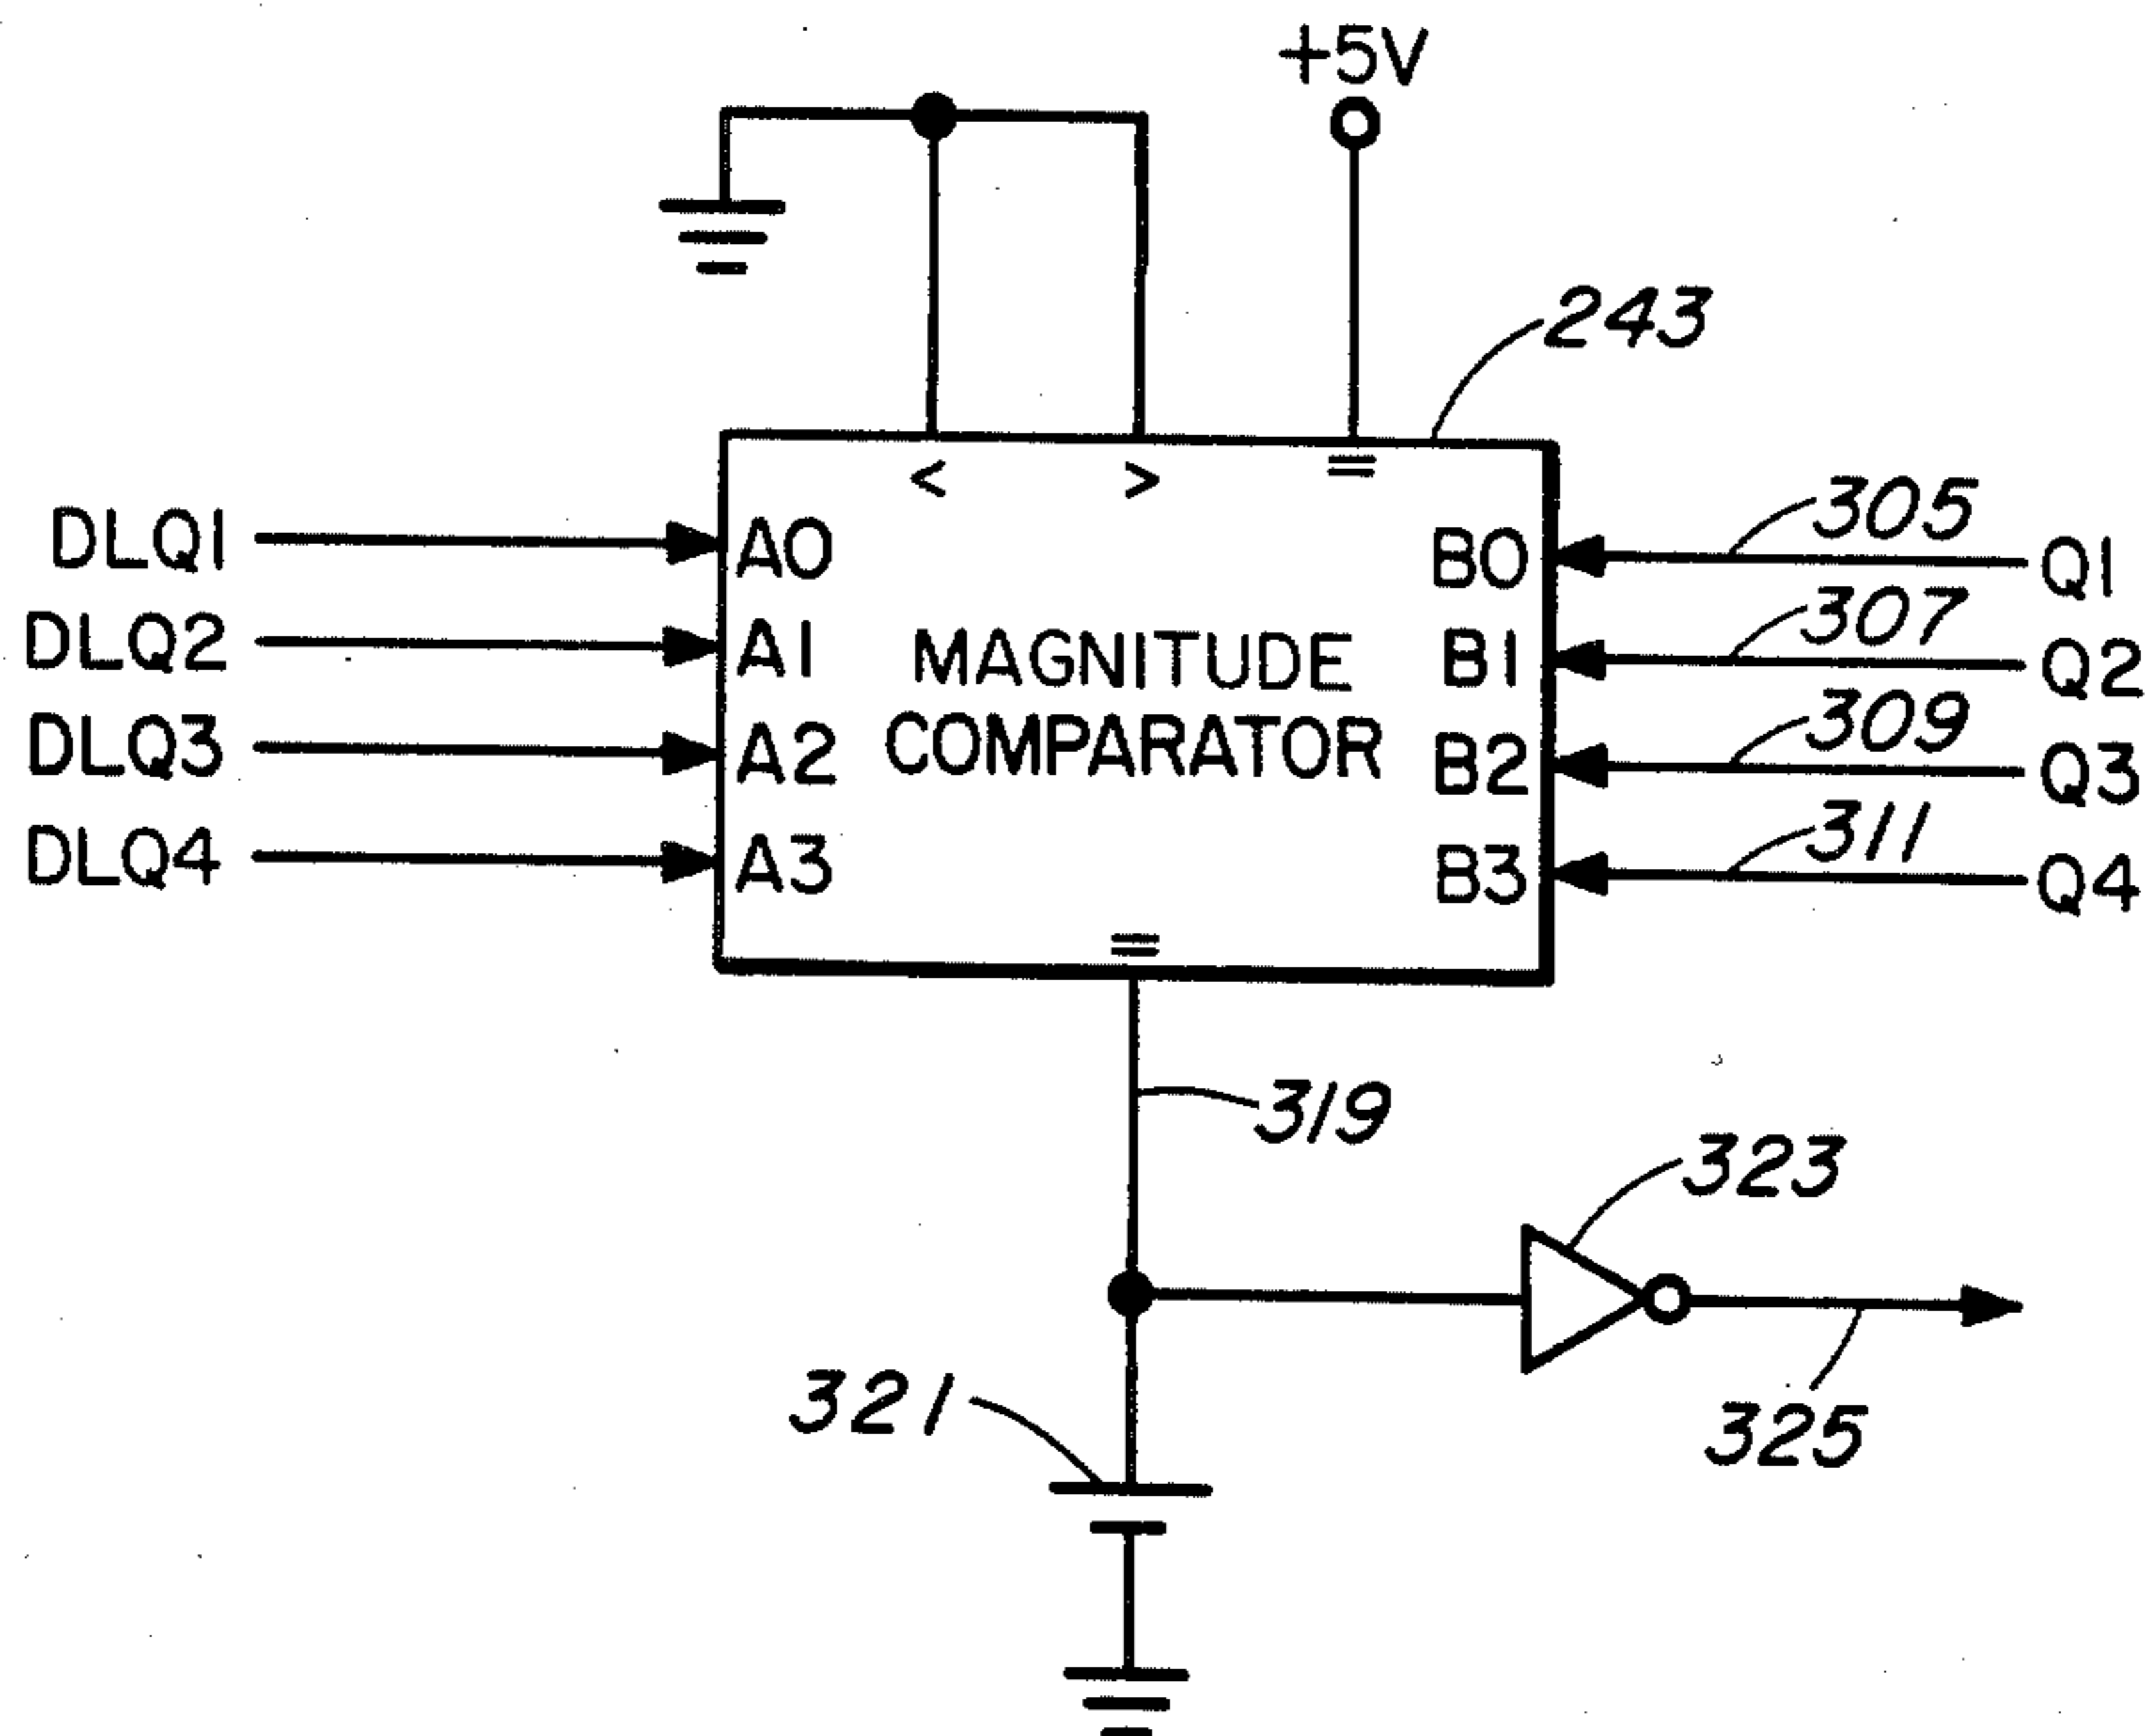 +5V
243
< > =
DLQ1 A0 B0 305 Q1
DLQ2 A1 MAGNITUDE B1 307 Q2
DLQ3 A2 COMPARATOR B2 309 Q3
DLQ4 A3 B3 311 Q4
=
319
323
321
325